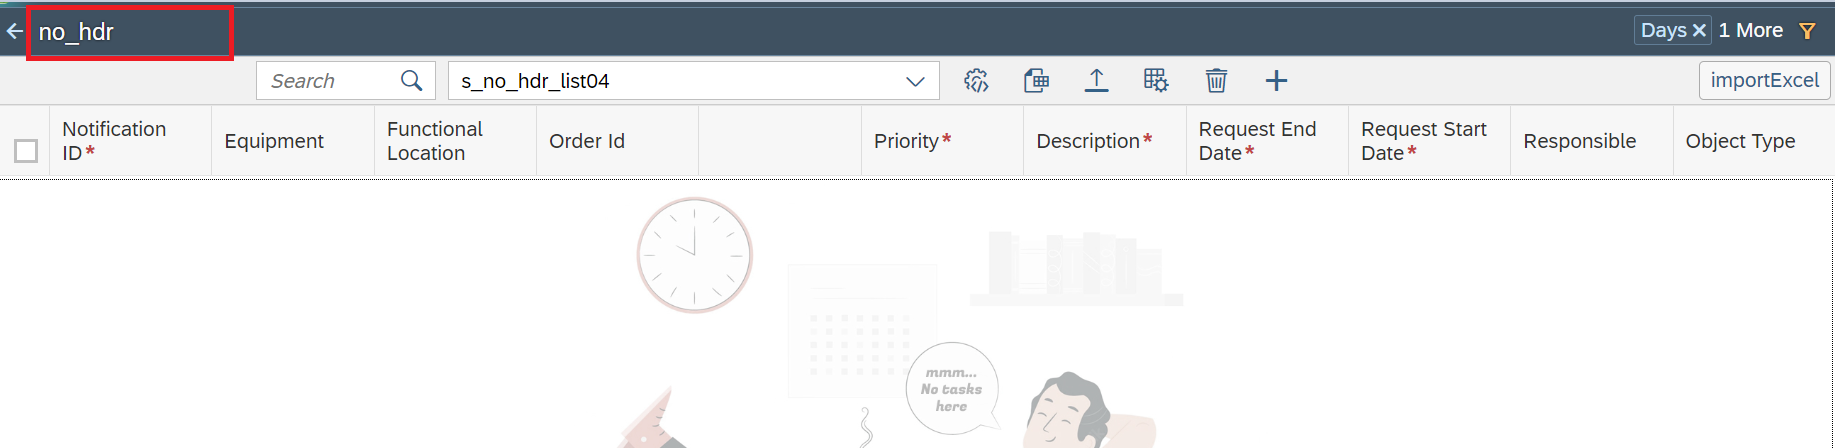 no_hdr
Days
1 More
Search
s_no_hdr_list04
importExcel
Notification
ID*
Equipment
Functional
Location
Order Id
Priority*
Description*
Request End
Date*
Request Start
Date*
Responsible
Object Type
mmm...
No tasks
here